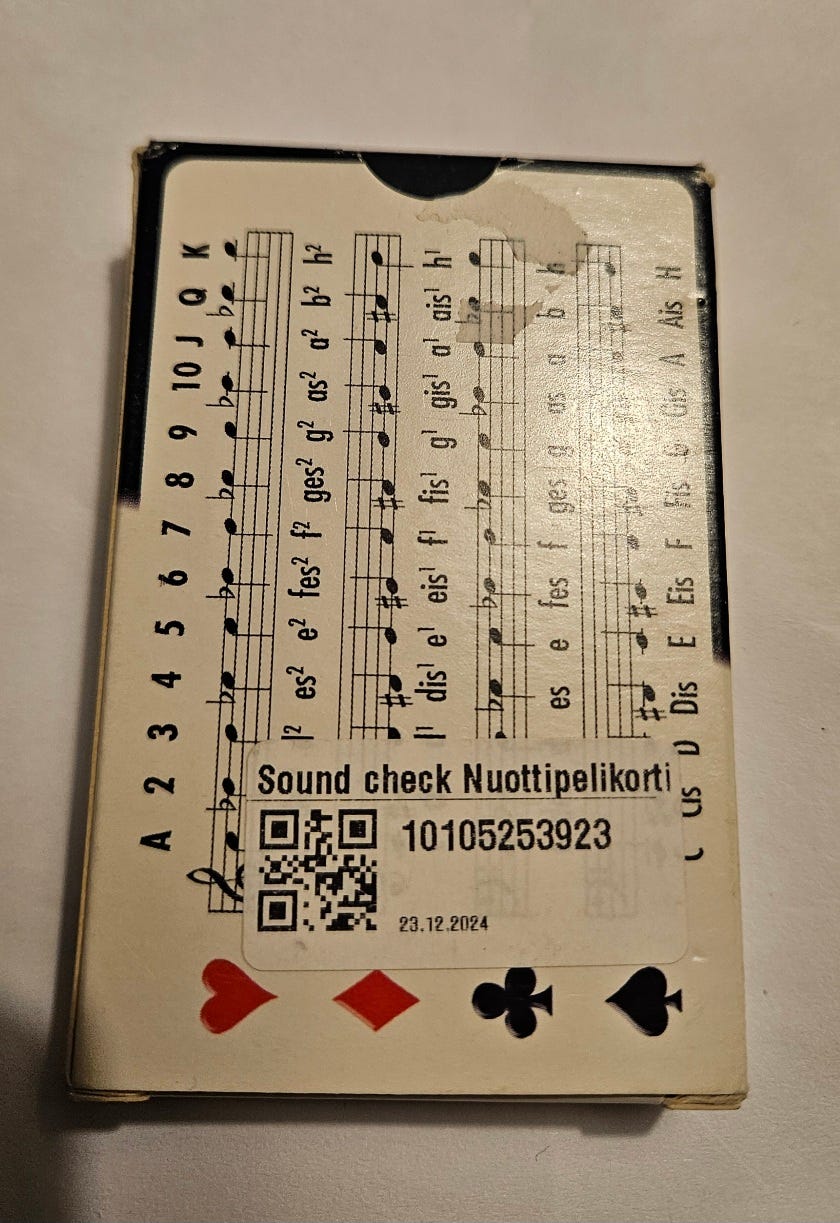 A 2 3 4 5 6 7 8 9 10 J Q K
es² e² fes² f² ges² g² as² a² b² h²
dis¹ e¹ eis¹ f¹ fis¹ g¹ gis¹ a¹ ais¹ h¹
es e fes f ges g as a b h
D Dis E Eis F Fis G Gis A Ais H
Sound check Nuottipelikorti
10105253923
23.12.2024